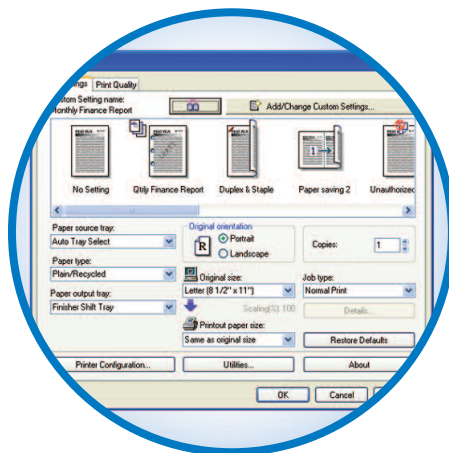 Print Quality
Setting name:
Monthly Finance Report
Add/Change Custom Settings...
No Setting
Qtrly Finance Report
Duplex & Staple
Paper saving 2
Unauthorized
Paper source tray:
Auto Tray Select
Paper type:
Plain/Recycled
Paper output tray:
Finisher Shift Tray
Original orientation
R
Portrait
Landscape
Original size:
Letter (8 1/2" x 11")
Scaling(%): 100
Printout paper size:
Same as original size
Copies:
1
Job type:
Normal Print
Details...
Restore Defaults
Printer Configuration...
Utilities...
About
OK
Cancel